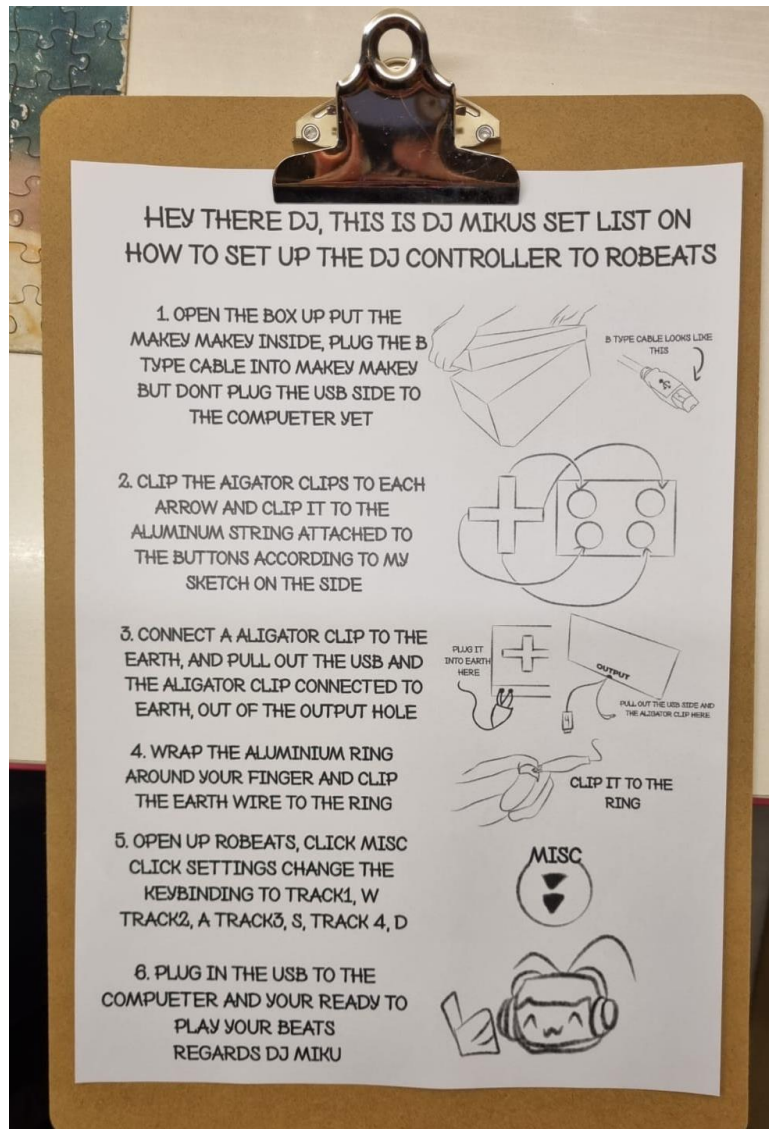 HEY THERE DJ, THIS IS DJ MIKUS SET LIST ON
HOW TO SET UP THE DJ CONTROLLER TO ROBEATS
1. OPEN THE BOX UP PUT THE
MAKEY MAKEY INSIDE, PLUG THE B
TYPE CABLE INTO MAKEY MAKEY
BUT DONT PLUG THE USB SIDE TO
THE COMPUETER YET
B TYPE CABLE LOOKS LIKE
THIS
2. CLIP THE AIGATOR CLIPS TO EACH
ARROW AND CLIP IT TO THE
ALUMINUM STRING ATTACHED TO
THE BUTTONS ACCORDING TO MY
SKETCH ON THE SIDE
3. CONNECT A ALIGATOR CLIP TO THE
EARTH, AND PULL OUT THE USB AND
THE ALIGATOR CLIP CONNECTED TO
EARTH, OUT OF THE OUTPUT HOLE
PLUG IT
INTO EARTH
HERE
OUTPUT
PULL OUT THE USB SIDE AND
THE ALIGATOR CLIP HERE
4. WRAP THE ALUMINIUM RING
AROUND YOUR FINGER AND CLIP
THE EARTH WIRE TO THE RING
CLIP IT TO THE
RING
5. OPEN UP ROBEATS, CLICK MISC
CLICK SETTINGS CHANGE THE
KEYBINDING TO TRACK1, W
TRACK2, A TRACK3, S, TRACK 4, D
MISC
6. PLUG IN THE USB TO THE
COMPUETER AND YOUR READY TO
PLAY YOUR BEATS
REGARDS DJ MIKU